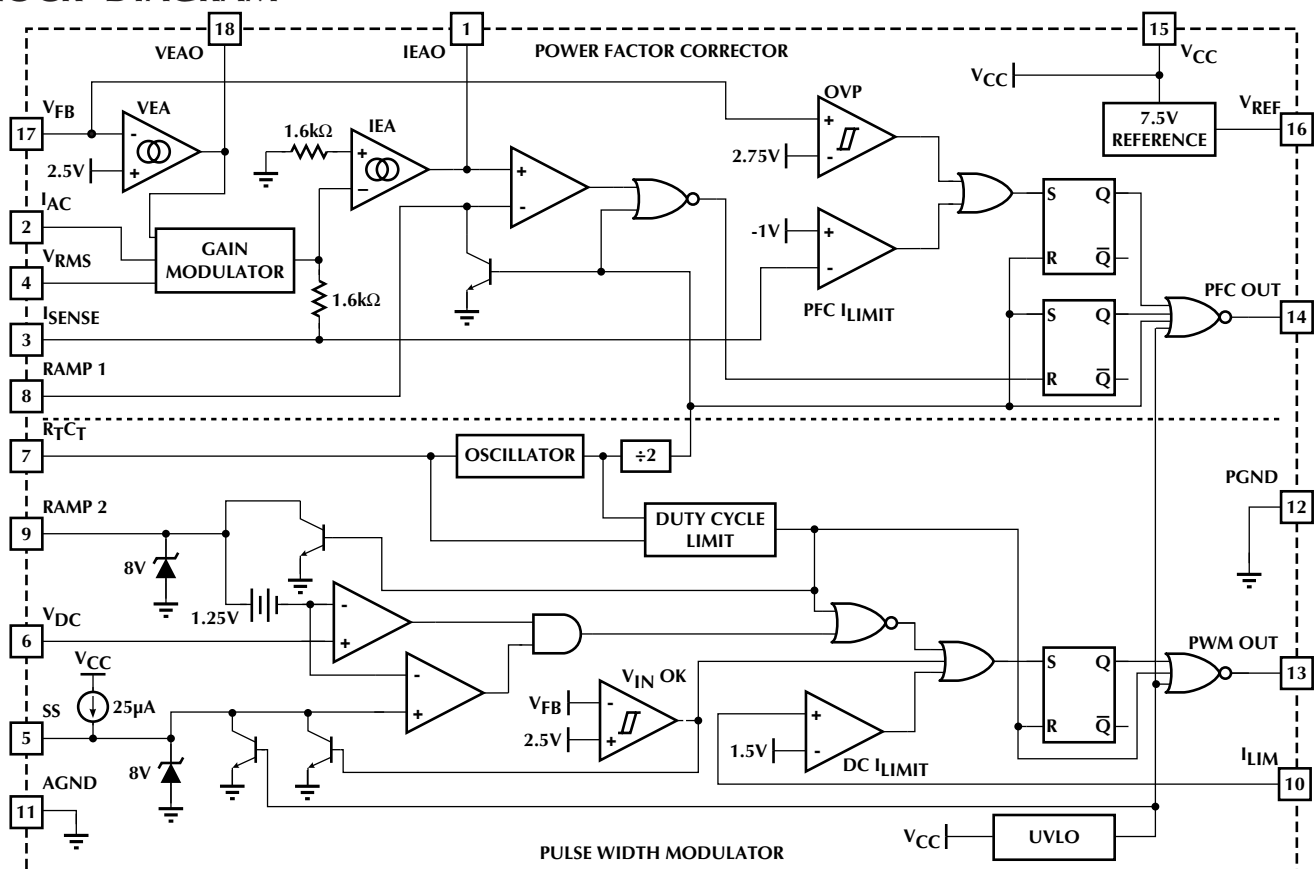 18
1
15
VEAO
IEAO
POWER FACTOR CORRECTOR
VCC
VCC
17
VFB
VEA
-
+
2.5V
1.6kΩ
IEA
+
−
+
-
OVP
+
-
2.75V
7.5V
REFERENCE
VREF
16
2
IAC
4
VRMS
GAIN
MODULATOR
1.6kΩ
-1V
+
-
PFC ILIMIT
S
Q
R
Q
S
Q
R
Q
PFC OUT
14
3
ISENSE
8
RAMP 1
7
RTCT
OSCILLATOR
÷2
DUTY CYCLE
LIMIT
PGND
12
9
RAMP 2
8V
1.25V
-
+
6
VDC
VCC
25µA
-
+
5
SS
8V
VIN OK
VFB
-
2.5V
+
+
-
1.5V
DC ILIMIT
S
Q
R
Q
PWM OUT
13
ILIM
10
11
AGND
VCC
UVLO
PULSE WIDTH MODULATOR